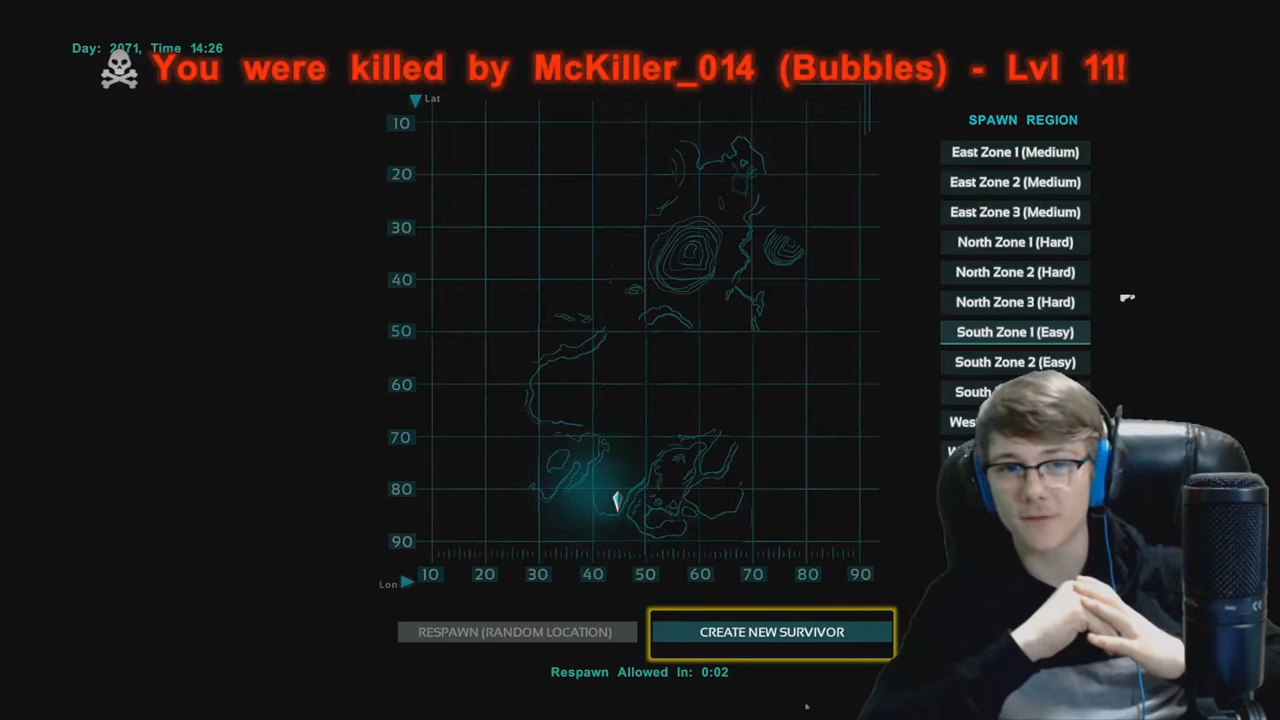 Day: 2071, Time 14:26
You were killed by McKiller_014 (Bubbles) - Lvl 11!
Lat
10
20
30
40
50
60
70
80
90
Lon
10 20 30 40 50 60 70 80 90
SPAWN REGION
East Zone 1 (Medium)
East Zone 2 (Medium)
East Zone 3 (Medium)
North Zone 1 (Hard)
North Zone 2 (Hard)
North Zone 3 (Hard)
South Zone 1 (Easy)
South Zone 2 (Easy)
RESPAWN (RANDOM LOCATION)
CREATE NEW SURVIVOR
Respawn Allowed In: 0:02